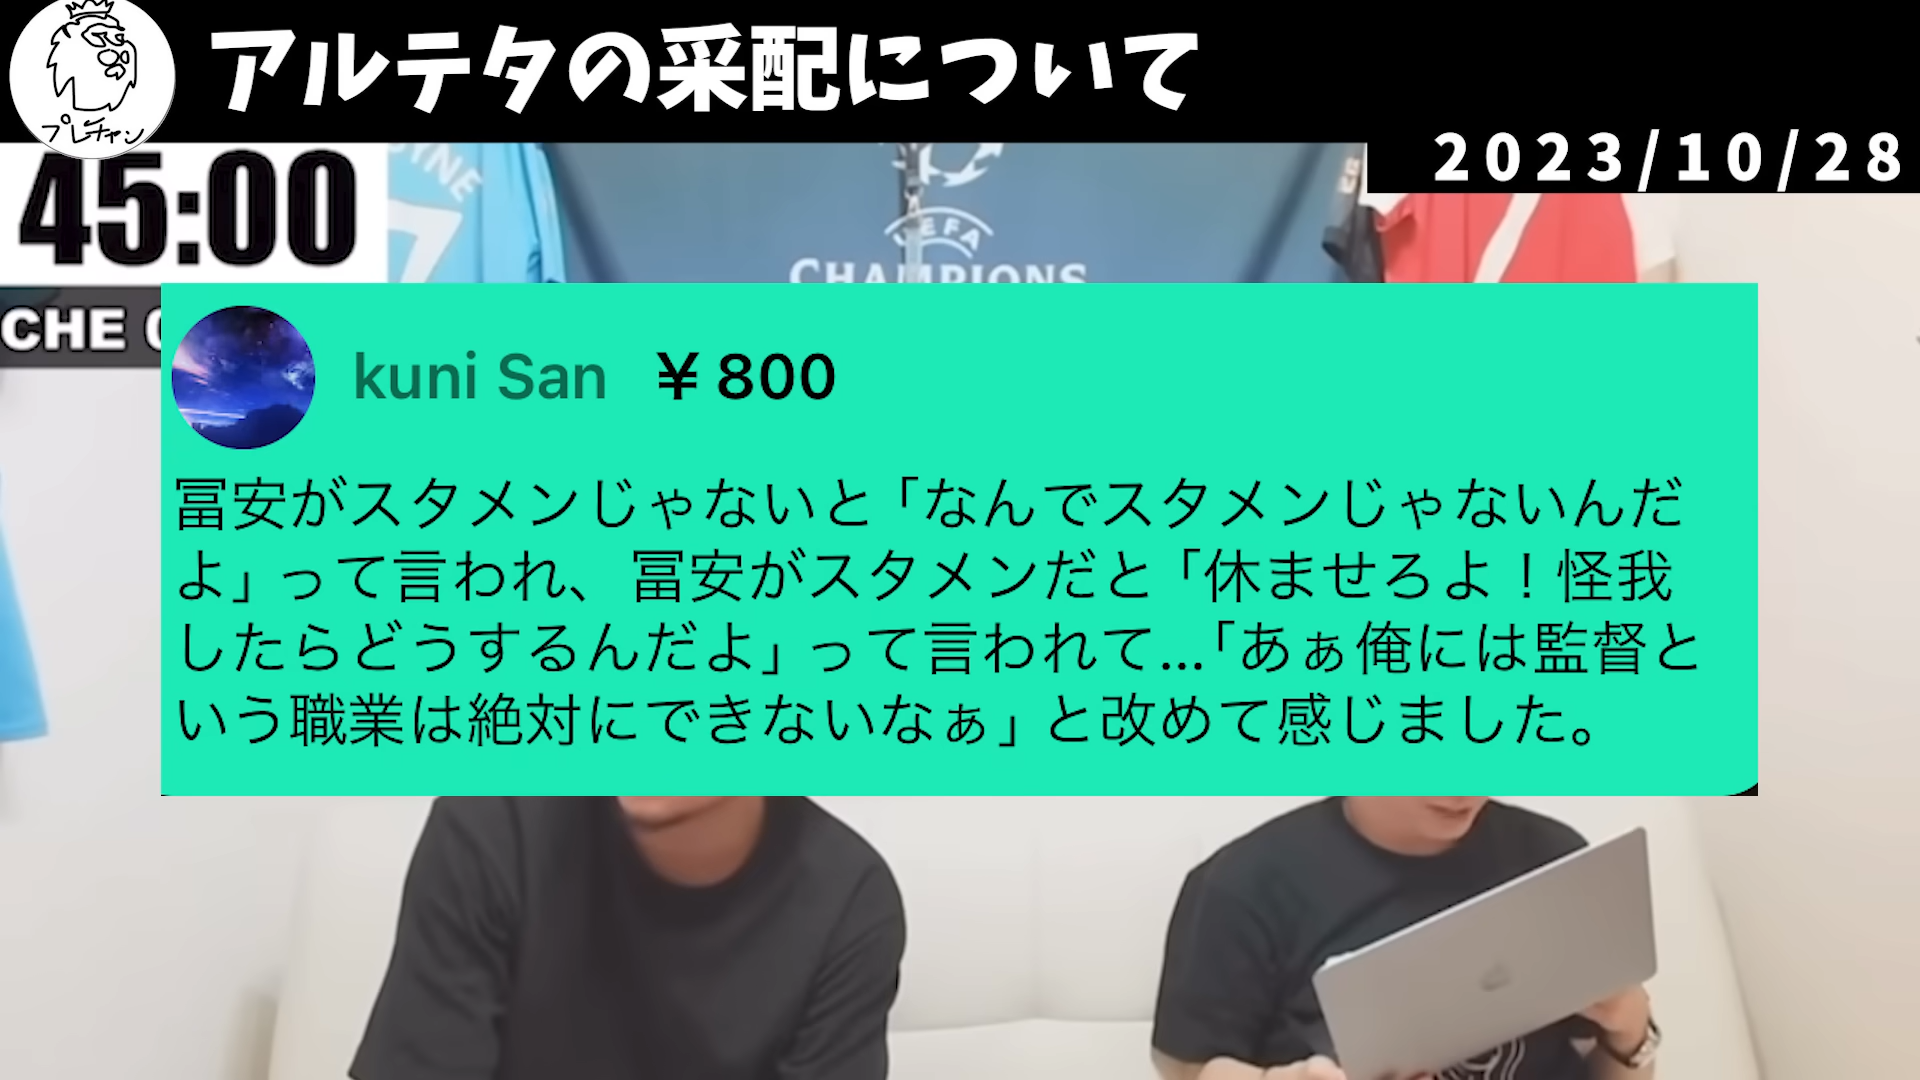 アルテタの采配について
プレチャン
2023/10/28
45:00
UEFA
CHAMPIONS
7
CHE
kuni San ¥800
冨安がスタメンじゃないと「なんでスタメンじゃないんだ
よ」って言われ、冨安がスタメンだと「休ませろよ！怪我
したらどうするんだよ」って言われて...「あぁ俺には監督と
いう職業は絶対にできないなぁ」と改めて感じました。